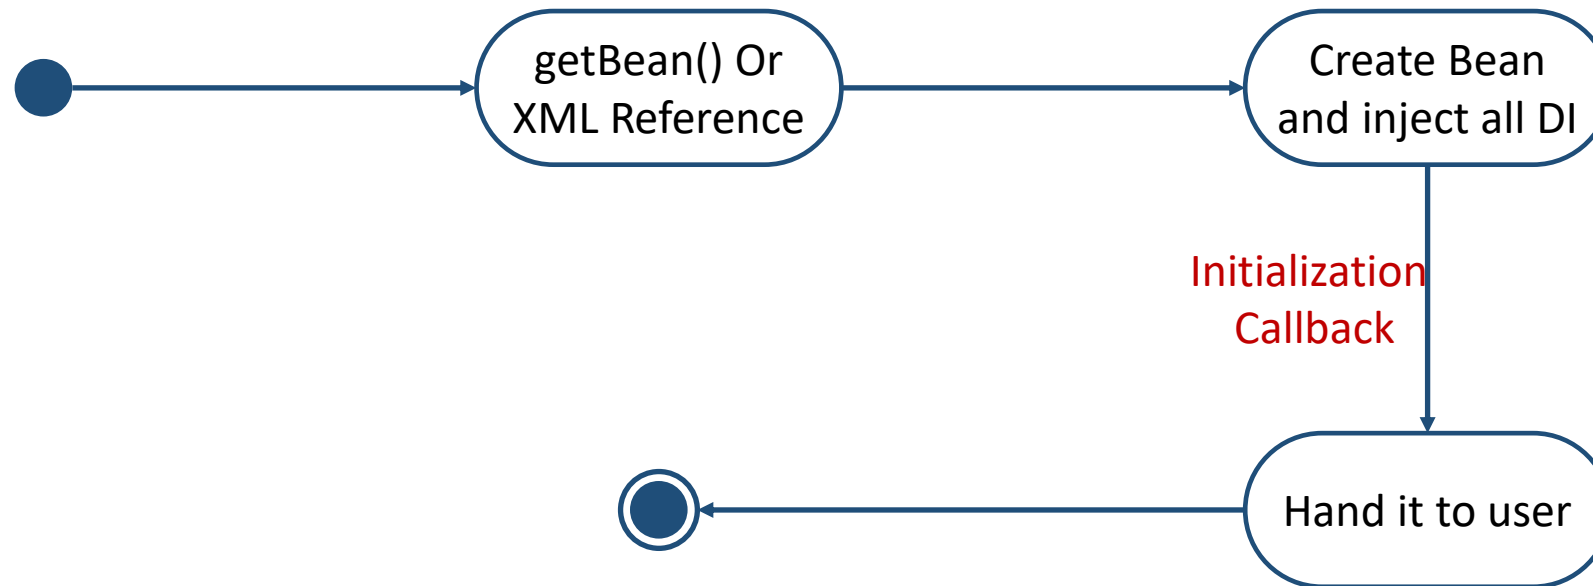 getBean() Or
XML Reference
Create Bean
and inject all DI
Initialization
Callback
Hand it to user